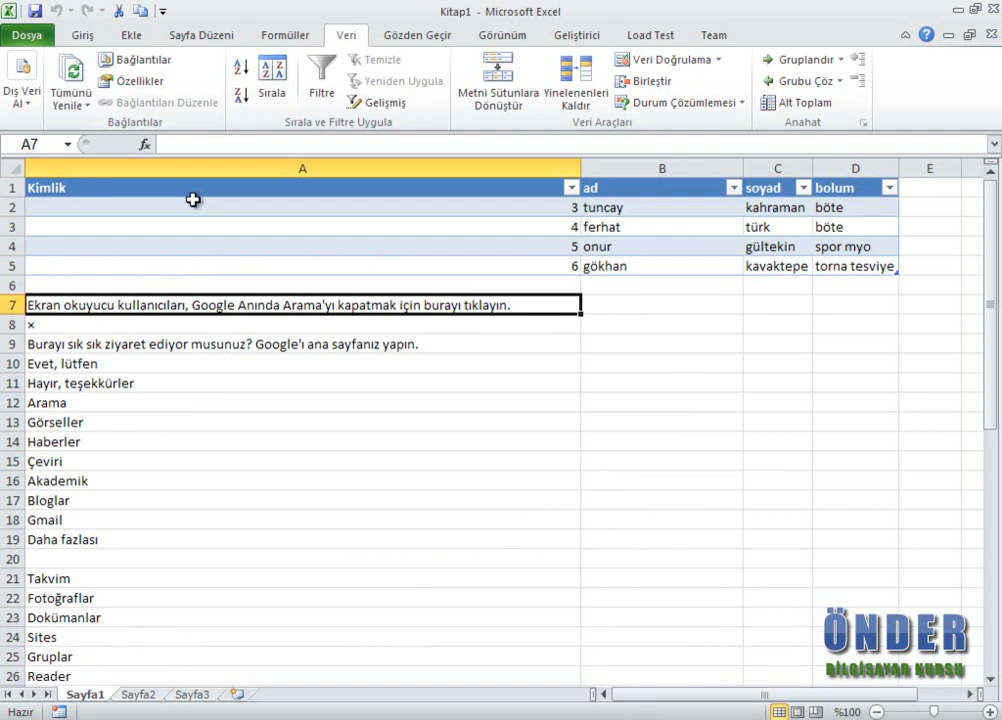 Kitap1 - Microsoft Excel
Dosya Giriş Ekle Sayfa Düzeni Formüller Veri Gözden Geçir Görünüm Geliştirici Load Test Team
Dış Veri Al
Tümünü Yenile
Bağlantılar
Özellikler
Bağlantıları Düzenle
Bağlantılar
Sırala
Filtre
Temizle
Yeniden Uygula
Gelişmiş
Sırala ve Filtre Uygula
Metni Sütunlara Dönüştür
Yinelenenleri Kaldır
Veri Doğrulama
Birleştir
Durum Çözümlemesi
Veri Araçları
Gruplandır
Grubu Çöz
Alt Toplam
Anahat
A7 fx
A B C D E
1 Kimlik ad soyad bolum
2 3 tuncay kahraman böte
3 4 ferhat türk böte
4 5 onur gültekin spor myo
5 6 gökhan kavaktepe torna tesviye
6
7 Ekran okuyucu kullanıcıları, Google Anında Arama'yı kapatmak için burayı tıklayın.
8 ×
9 Burayı sık sık ziyaret ediyor musunuz? Google'ı ana sayfanız yapın.
10 Evet, lütfen
11 Hayır, teşekkürler
12 Arama
13 Görseller
14 Haberler
15 Çeviri
16 Akademik
17 Bloglar
18 Gmail
19 Daha fazlası
20
21 Takvim
22 Fotoğraflar
23 Dokümanlar
24 Sites
25 Gruplar
26 Reader
ÖNDER
BİLGİSAYAR KURSU
Sayfa1 Sayfa2 Sayfa3
Hazır %100